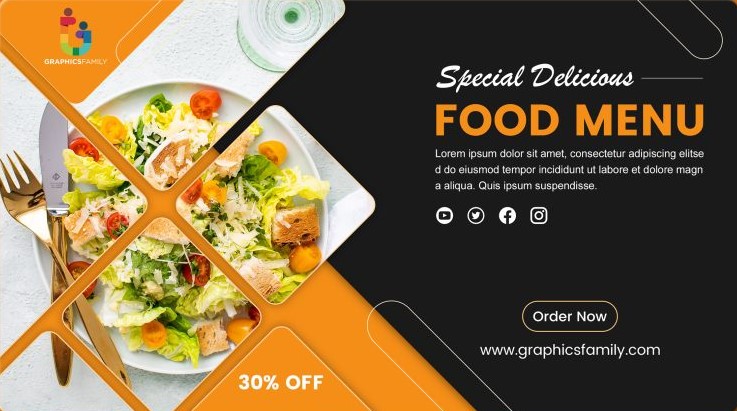 GRAPHICSFAMILY
Special Delicious
FOOD MENU
Lorem ipsum dolor sit amet, consectetur adipiscing elitse
d do eiusmod tempor incididunt ut labore et dolore magn
a aliqua. Quis ipsum suspendisse.
Order Now
www.graphicsfamily.com
30% OFF